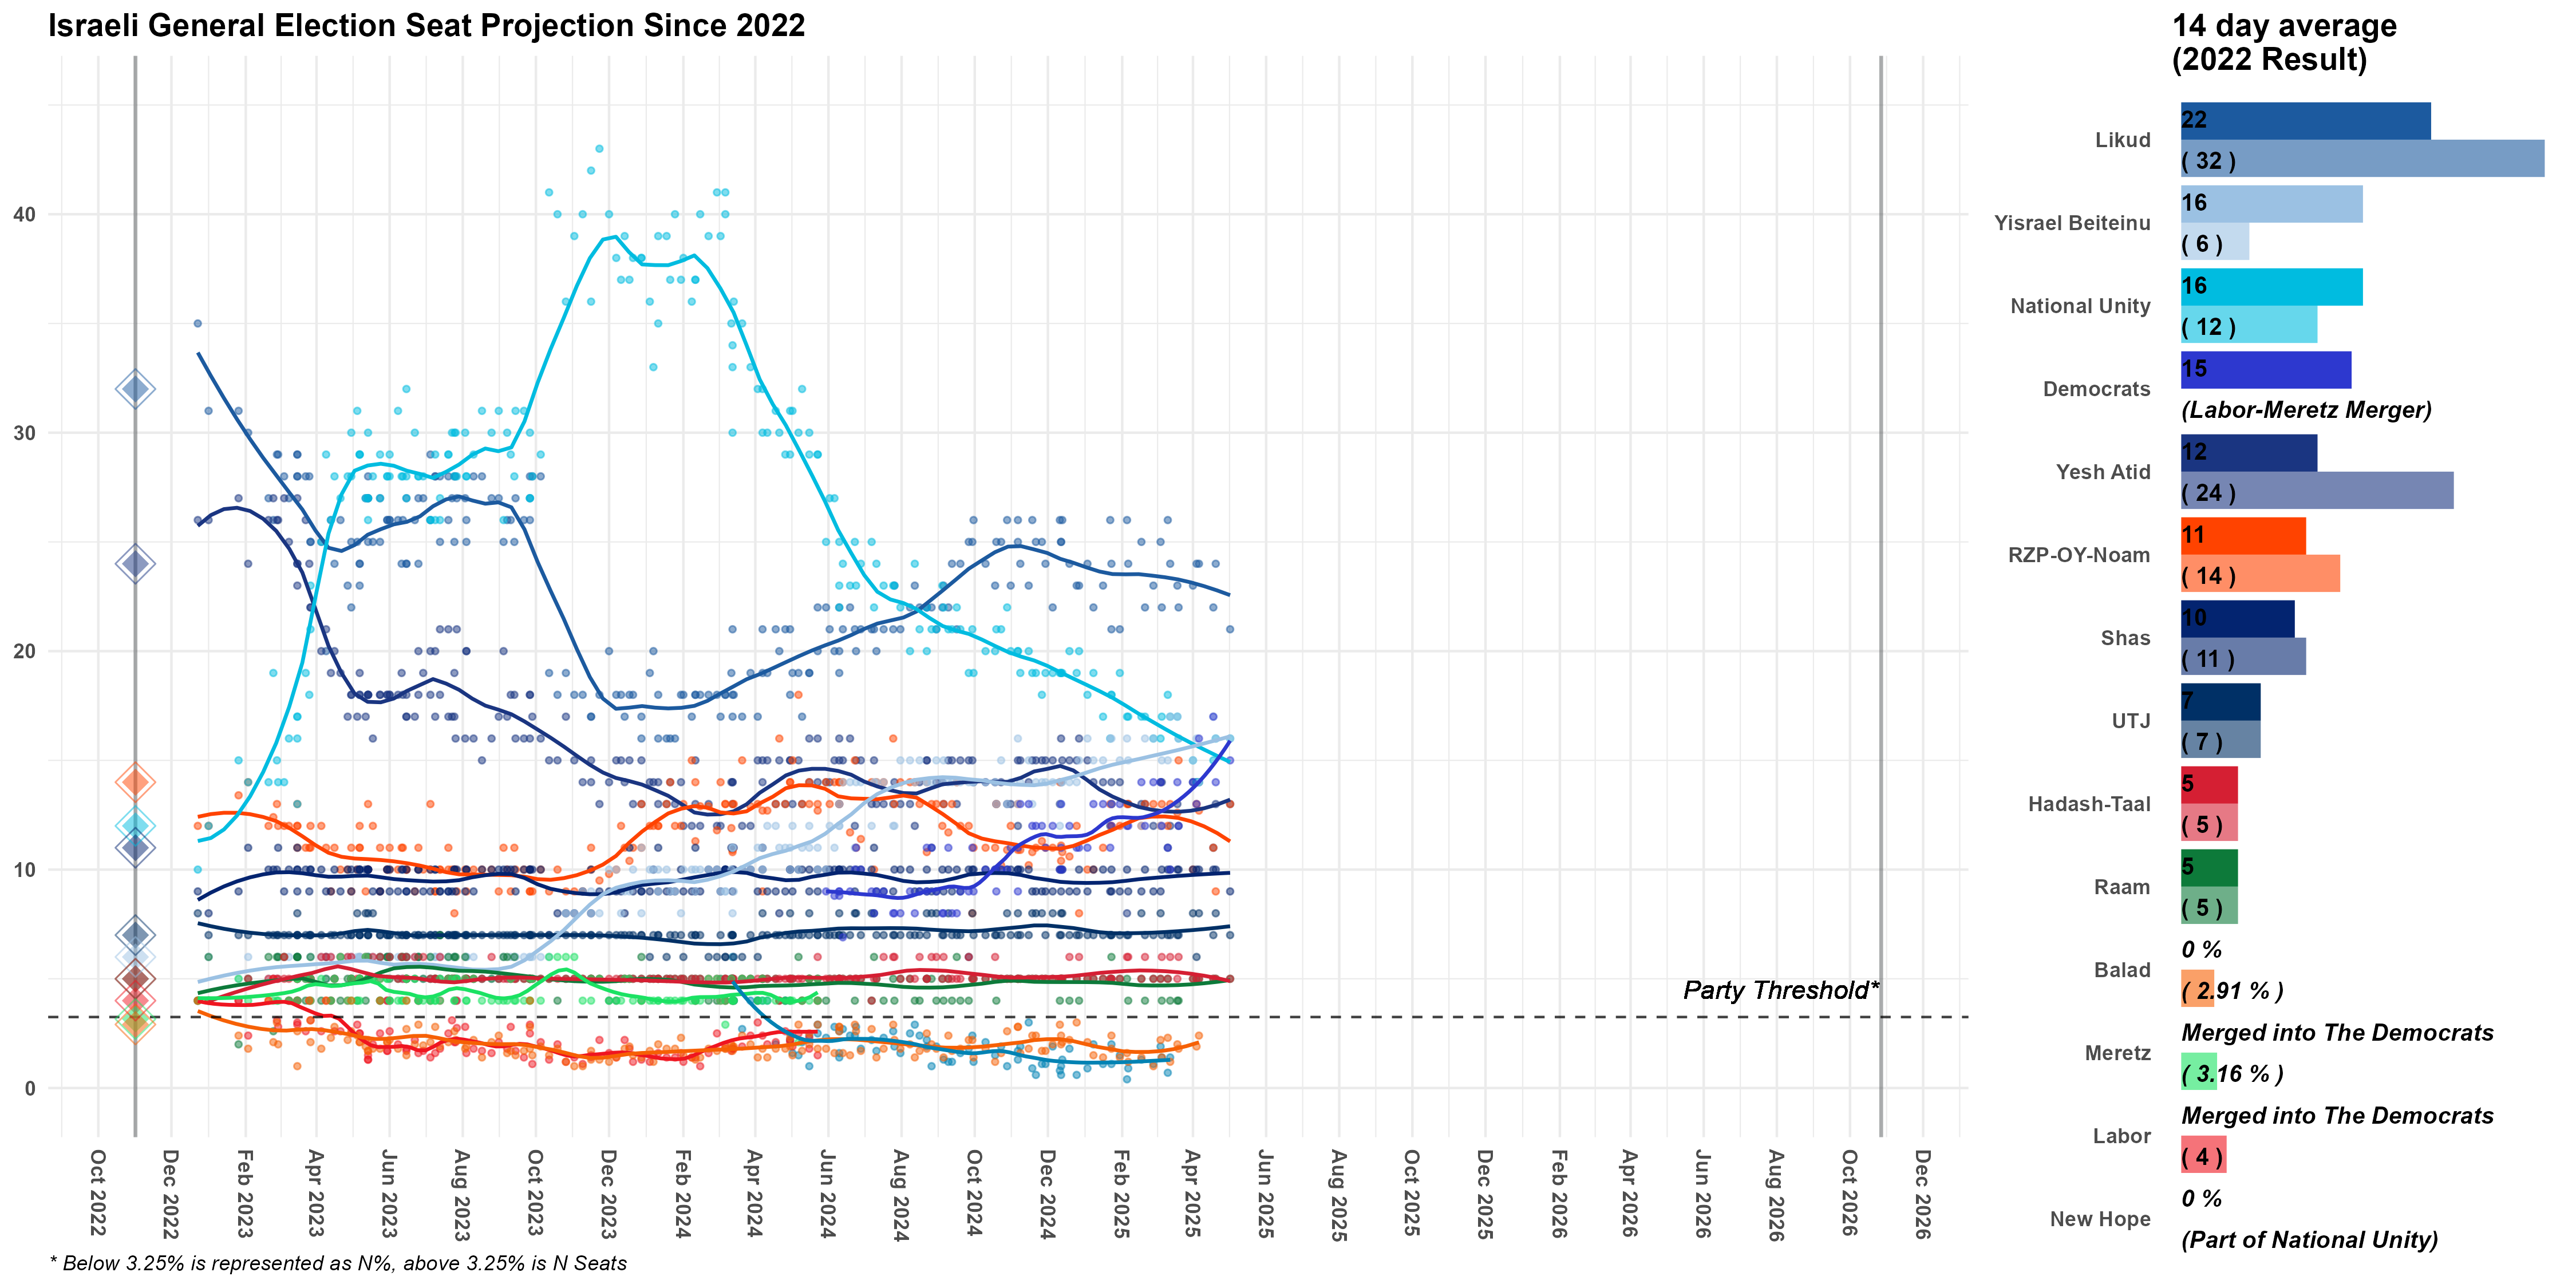 Israeli General Election Seat Projection Since 2022
14 day average
(2022 Result)
40
30
20
10
0
Party Threshold*
Oct 2022
Dec 2022
Feb 2023
Apr 2023
Jun 2023
Aug 2023
Oct 2023
Dec 2023
Feb 2024
Apr 2024
Jun 2024
Aug 2024
Oct 2024
Dec 2024
Feb 2025
Apr 2025
Jun 2025
Aug 2025
Oct 2025
Dec 2025
Feb 2026
Apr 2026
Jun 2026
Aug 2026
Oct 2026
Dec 2026
* Below 3.25% is represented as N%, above 3.25% is N Seats
Likud
22
( 32 )
Yisrael Beiteinu
16
( 6 )
National Unity
16
( 12 )
Democrats
15
(Labor-Meretz Merger)
Yesh Atid
12
( 24 )
RZP-OY-Noam
11
( 14 )
Shas
10
( 11 )
UTJ
7
( 7 )
Hadash-Taal
5
( 5 )
Raam
5
( 5 )
Balad
0 %
( 2.91 % )
Meretz
Merged into The Democrats
( 3.16 % )
Labor
Merged into The Democrats
( 4 )
New Hope
0 %
(Part of National Unity)